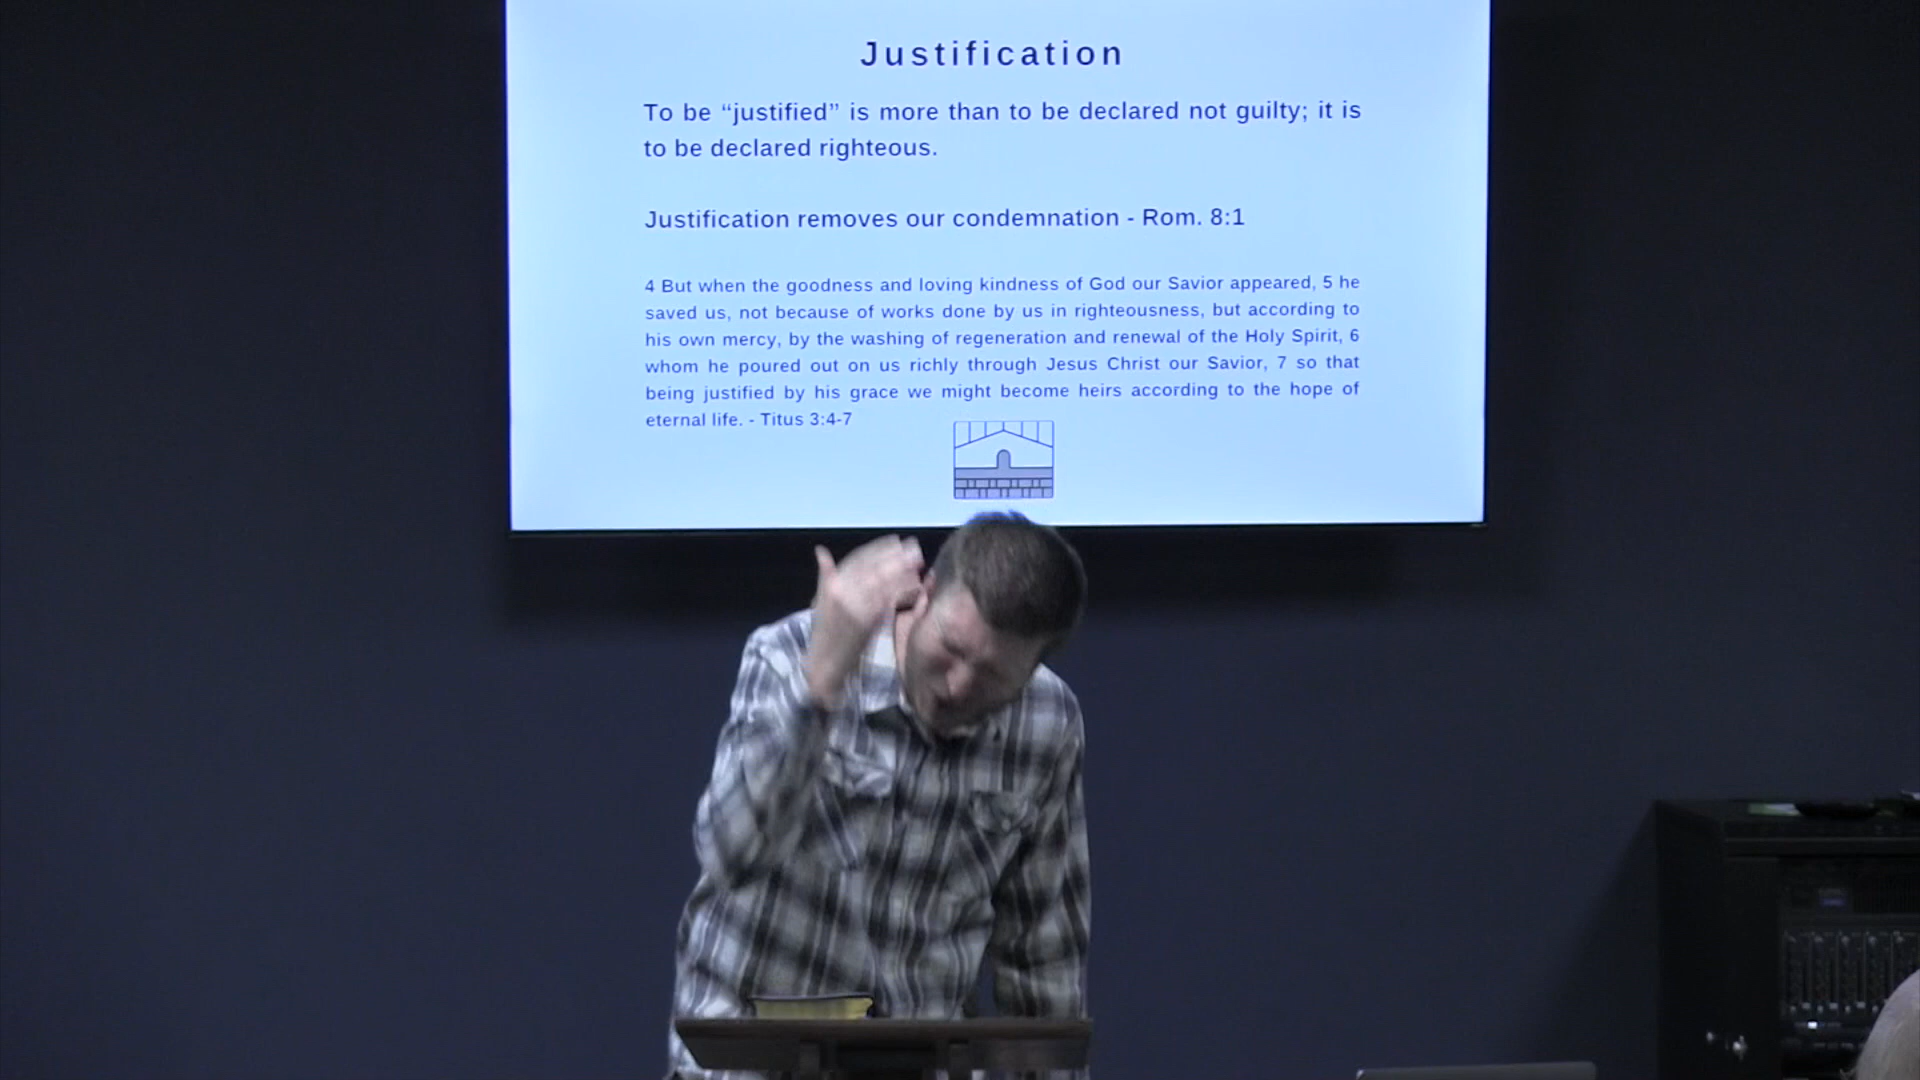 Justification
To be “justified” is more than to be declared not guilty; it is
to be declared righteous.
Justification removes our condemnation - Rom. 8:1
4 But when the goodness and loving kindness of God our Savior appeared, 5 he
saved us, not because of works done by us in righteousness, but according to
his own mercy, by the washing of regeneration and renewal of the Holy Spirit, 6
whom he poured out on us richly through Jesus Christ our Savior, 7 so that
being justified by his grace we might become heirs according to the hope of
eternal life. - Titus 3:4-7